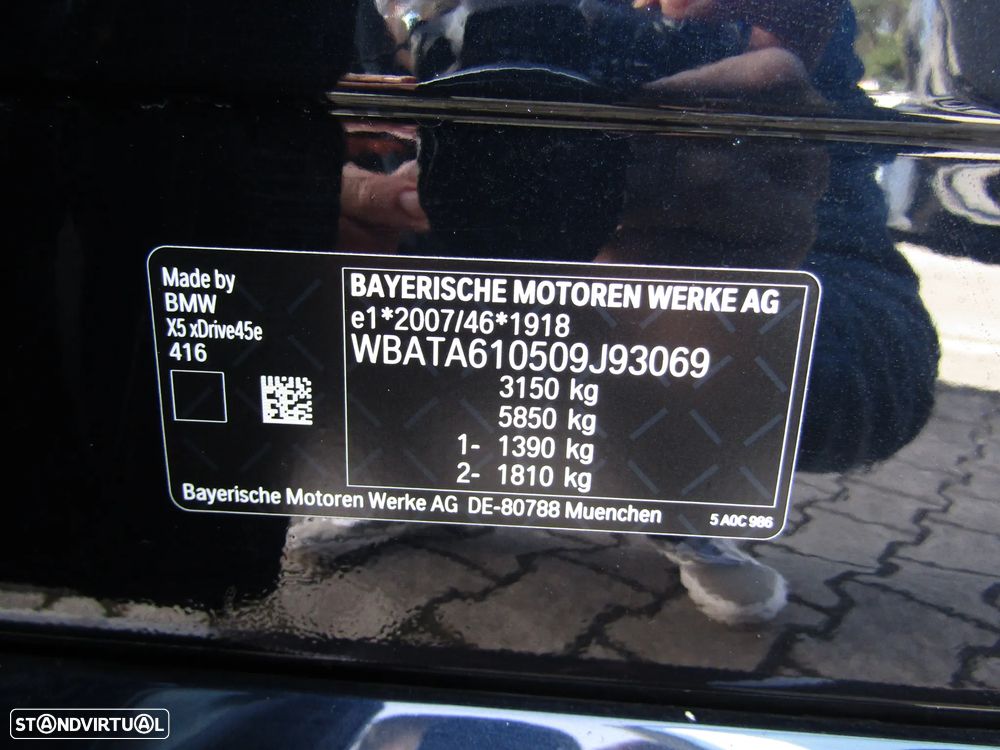 Made by
BMW
X5 xDrive45e
416
BAYERISCHE MOTOREN WERKE AG
e1*2007/46*1918
WBATA610509J93069
3150 kg
5850 kg
1- 1390 kg
2- 1810 kg
Bayerische Motoren Werke AG DE-80788 Muenchen
5 A0C 986
STANDVIRTUAL